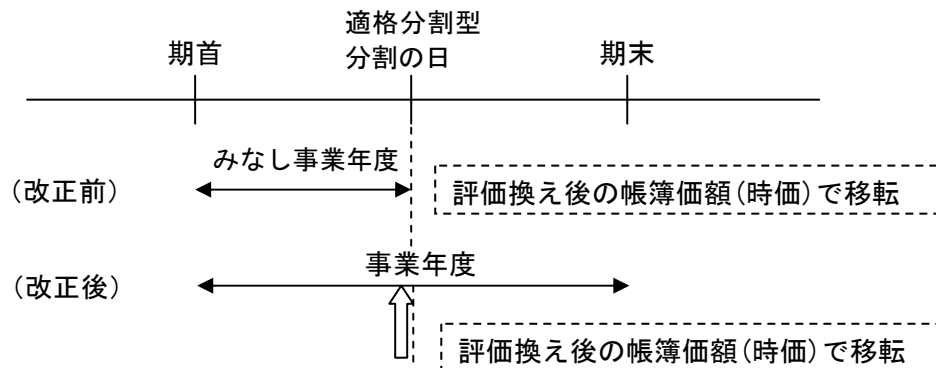 適格分割型
分割の日
期首
期末
みなし事業年度
(改正前)
評価換え後の帳簿価額(時価)で移転
事業年度
(改正後)
評価換え後の帳簿価額(時価)で移転